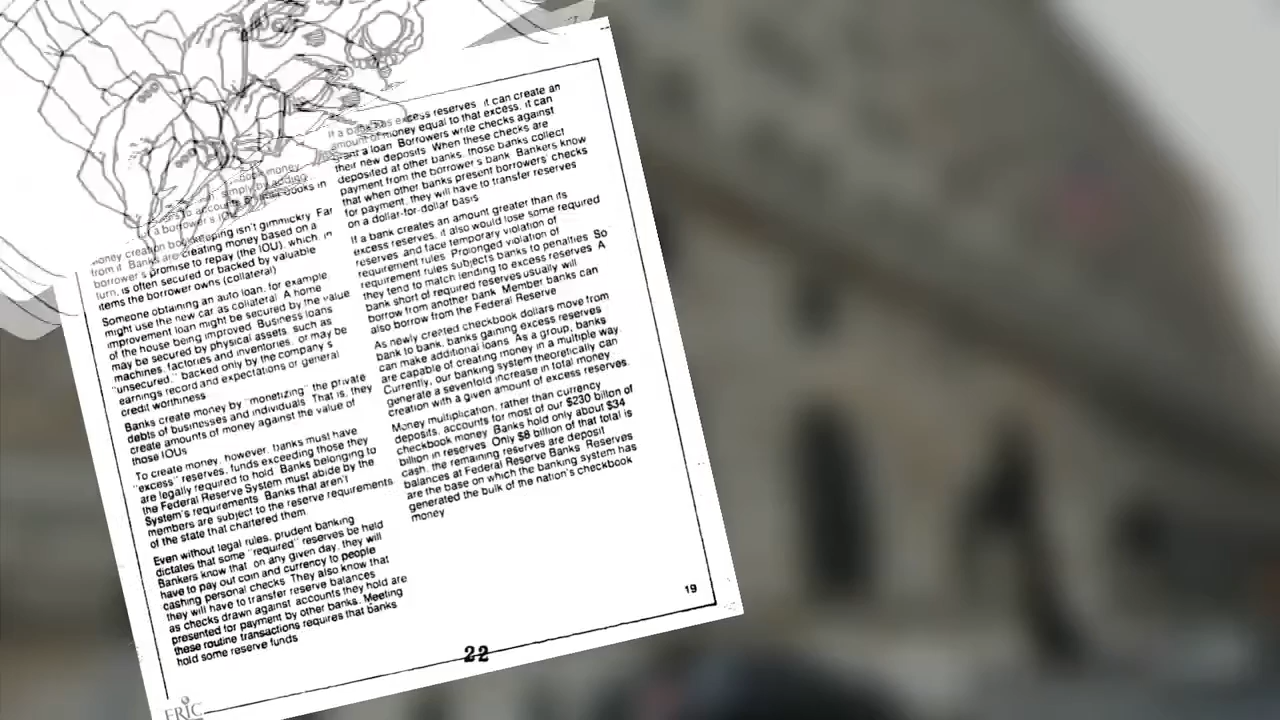 money
simply by adding
books in
a borrower's
money creation bookkeeping isn't gimmickry. Far
from it. Banks are creating money based on a
borrower's promise to repay (the IOU), which, in
turn, is often secured or backed by valuable
items the borrower owns (collateral)
Someone obtaining an auto loan, for example,
might use the new car as collateral. A home
improvement loan might be secured by the value
of the house being improved. Business loans
may be secured by physical assets, such as
machines, factories and inventories, or may be
"unsecured," backed only by the company's
earnings record and expectations or general
credit worthiness
Banks create money by "monetizing" the private
debts of businesses and individuals. That is, they
create amounts of money against the value of
those IOUs
To create money, however, banks must have
"excess" reserves, funds exceeding those they
are legally required to hold. Banks belonging to
the Federal Reserve System must abide by the
System's requirements. Banks that aren't
members are subject to the reserve requirements
of the state that chartered them
Even without legal rules, prudent banking
dictates that some "required" reserves be held
Bankers know that, on any given day, they will
have to pay out coin and currency to people
cashing personal checks. They also know that
they will have to transfer reserve balances
as checks drawn against accounts they hold are
presented for payment by other banks. Meeting
these routine transactions requires that banks
hold some reserve funds
If a bank has excess reserves, it can create an
amount of money equal to that excess, it can
grant a loan. Borrowers write checks against
their new deposits. When these checks are
deposited at other banks, those banks collect
payment from the borrower's bank. Bankers know
that when other banks present borrowers' checks
for payment, they will have to transfer reserves
on a dollar-for-dollar basis
If a bank creates an amount greater than its
excess reserves, it also would lose some required
reserves and face temporary violation of
requirement rules. Prolonged violation of
requirement rules subjects banks to penalties. So
they tend to match lending to excess reserves. A
bank short of required reserves usually will
borrow from another bank. Member banks can
also borrow from the Federal Reserve
As newly created checkbook dollars move from
bank to bank, banks gaining excess reserves
can make additional loans. As a group, banks
are capable of creating money in a multiple way.
Currently, our banking system theoretically can
generate a sevenfold increase in total money
creation with a given amount of excess reserves.
Money multiplication, rather than currency
deposits, accounts for most of our $230 billon of
checkbook money. Banks hold only about $34
billion in reserves. Only $8 billion of that total is
cash, the remaining reserves are deposit
balances at Federal Reserve Banks. Reserves
are the base on which the banking system has
generated the bulk of the nation's checkbook
money
19
22
ERIC